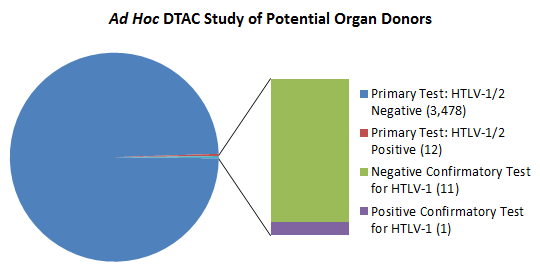 Ad Hoc DTAC Study of Potential Organ Donors
Primary Test: HTLV-1/2
Negative (3,478)
Primary Test: HTLV-1/2
Positive (12)
Negative Confirmatory Test
for HTLV-1 (11)
Positive Confirmatory Test
for HTLV-1 (1)